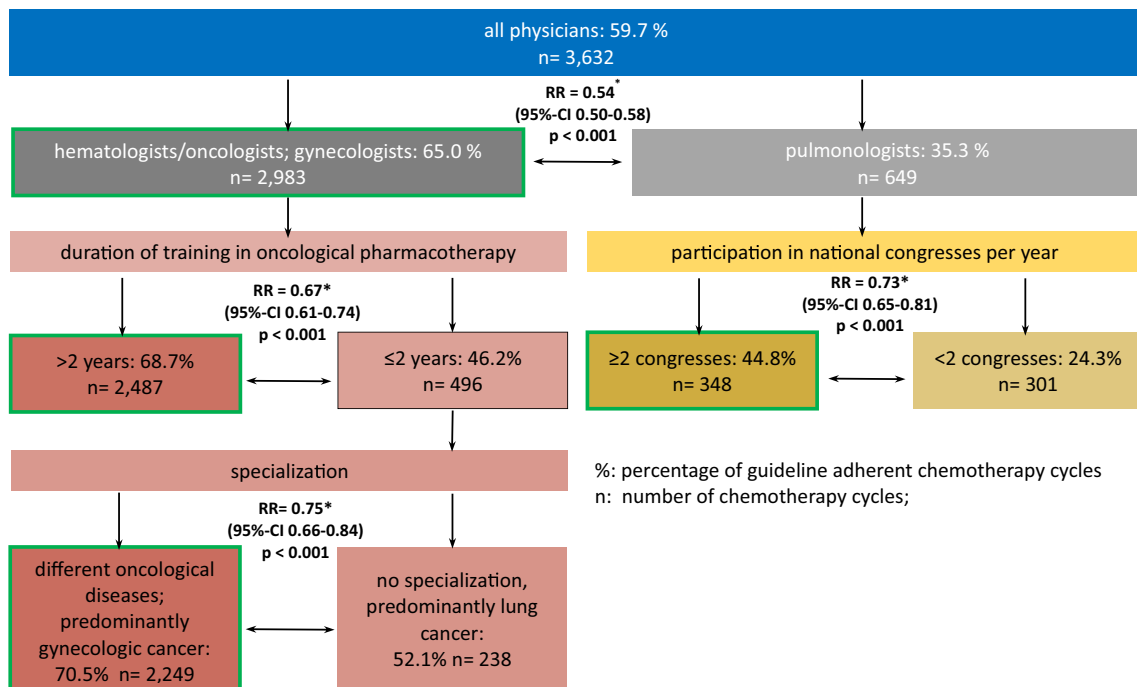 all physicians: 59.7 %
n= 3,632
RR = 0.54*
(95%-CI 0.50-0.58)
p < 0.001
hematologists/oncologists; gynecologists: 65.0 %
n= 2,983
pulmonologists: 35.3 %
n= 649
duration of training in oncological pharmacotherapy
participation in national congresses per year
RR = 0.67*
(95%-CI 0.61-0.74)
p < 0.001
RR = 0.73*
(95%-CI 0.65-0.81)
p < 0.001
>2 years: 68.7%
n= 2,487
≤2 years: 46.2%
n= 496
≥2 congresses: 44.8%
n= 348
<2 congresses: 24.3%
n= 301
specialization
%: percentage of guideline adherent chemotherapy cycles
n: number of chemotherapy cycles;
RR= 0.75*
(95%-CI 0.66-0.84)
p < 0.001
different oncological
diseases;
predominantly
gynecologic cancer:
70.5% n= 2,249
no specialization,
predominantly lung
cancer:
52.1% n= 238